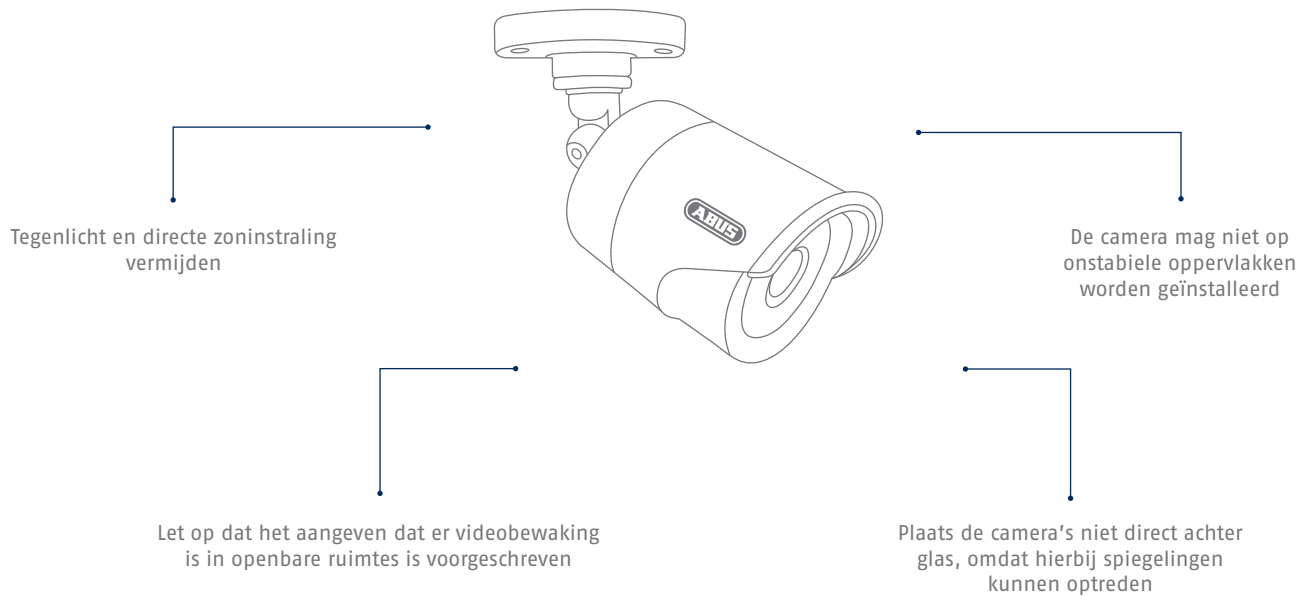 ABUS
Tegenlicht en directe zoninstraling
vermijden
De camera mag niet op
onstabiele oppervlakken
worden geïnstalleerd
Let op dat het aangeven dat er videobewaking
is in openbare ruimtes is voorgeschreven
Plaats de camera's niet direct achter
glas, omdat hierbij spiegelingen
kunnen optreden